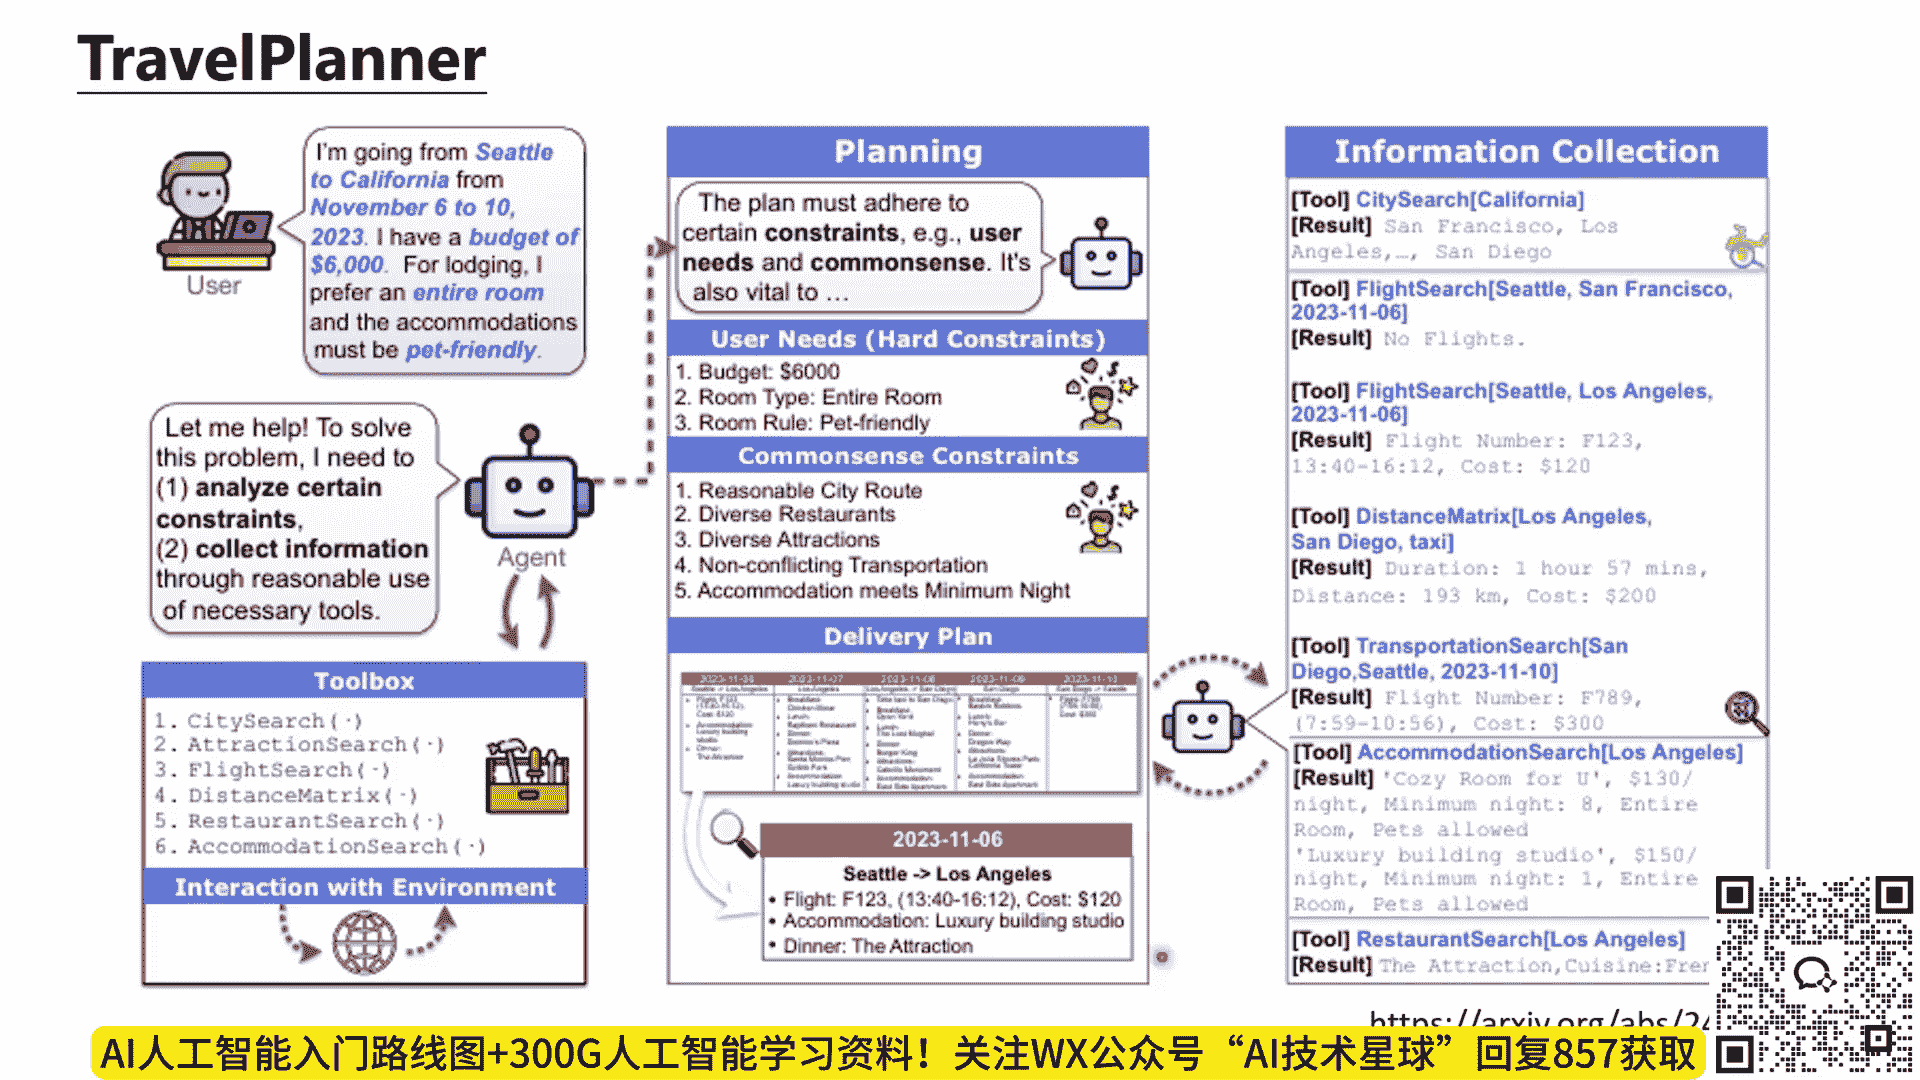 TravelPlanner
I'm going from Seattle
to California from
November 6 to 10,
2023. I have a budget of
$6,000. For lodging, I
prefer an entire room
and the accommodations
must be pet-friendly.
User
Let me help! To solve
this problem, I need to
(1) analyze certain
constraints,
(2) collect information
through reasonable use
of necessary tools.
Agent
Toolbox
1. CitySearch(·)
2. AttractionSearch(·)
3. FlightSearch(·)
4. DistanceMatrix(·)
5. RestaurantSearch(·)
6. AccommodationSearch(·)
Interaction with Environment
Planning
The plan must adhere to
certain constraints, e.g., user
needs and commonsense. It's
also vital to ...
User Needs (Hard Constraints)
1. Budget: $6000
2. Room Type: Entire Room
3. Room Rule: Pet-friendly
Commonsense Constraints
1. Reasonable City Route
2. Diverse Restaurants
3. Diverse Attractions
4. Non-conflicting Transportation
5. Accommodation meets Minimum Night
Delivery Plan
2023-11-06
Seattle -> Los Angeles
• Flight: F123, (13:40-16:12), Cost: $120
• Accommodation: Luxury building studio
• Dinner: The Attraction
Information Collection
[Tool] CitySearch[California]
[Result] San Francisco, Los
Angeles,…, San Diego
[Tool] FlightSearch[Seattle, San Francisco,
2023-11-06]
[Result] No Flights.
[Tool] FlightSearch[Seattle, Los Angeles,
2023-11-06]
[Result] Flight Number: F123,
13:40-16:12, Cost: $120
[Tool] DistanceMatrix[Los Angeles,
San Diego, taxi]
[Result] Duration: 1 hour 57 mins,
Distance: 193 km, Cost: $200
[Tool] TransportationSearch[San
Diego,Seattle, 2023-11-10]
[Result] Flight Number: F789,
(7:59-10:56), Cost: $300
[Tool] AccommodationSearch[Los Angeles]
[Result] 'Cozy Room for U', $130/
night, Minimum night: 8, Entire
Room, Pets allowed
'Luxury building studio', $150/
night, Minimum night: 1, Entire
Room, Pets allowed
[Tool] RestaurantSearch[Los Angeles]
[Result] The Attraction,Cuisine:Fren
https://arxiv.org/abs/24
AI人工智能入门路线图+300G人工智能学习资料！关注WX公众号“AI技术星球”回复857获取